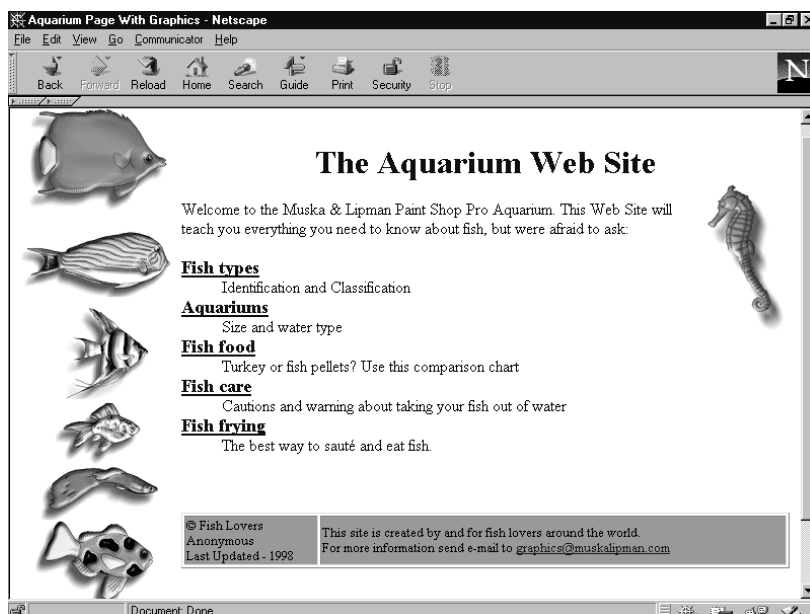 Aquarium Page With Graphics - Netscape
File Edit View Go Communicator Help
Back Forward Reload Home Search Guide Print Security Stop
N
The Aquarium Web Site
Welcome to the Muska & Lipman Paint Shop Pro Aquarium. This Web Site will
teach you everything you need to know about fish, but were afraid to ask:
Fish types
Identification and Classification
Aquariums
Size and water type
Fish food
Turkey or fish pellets? Use this comparison chart
Fish care
Cautions and warning about taking your fish out of water
Fish frying
The best way to sauté and eat fish.
© Fish Lovers
Anonymous
Last Updated - 1998
This site is created by and for fish lovers around the world.
For more information send e-mail to graphics@muskalipman.com
Document: Done